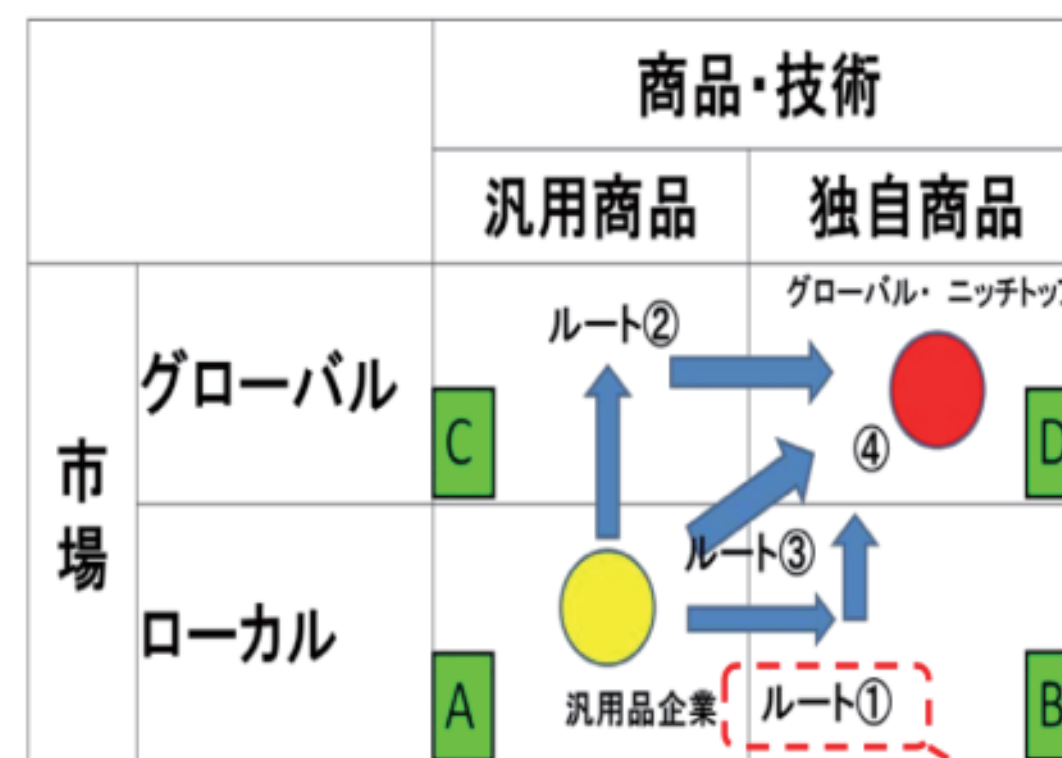 商品・技術
汎用商品
独自商品
グローバル・ ニッチトップ
ルート②
グローバル
C
④
D
市場
ルート③
ローカル
A
汎用品企業
ルート①
B